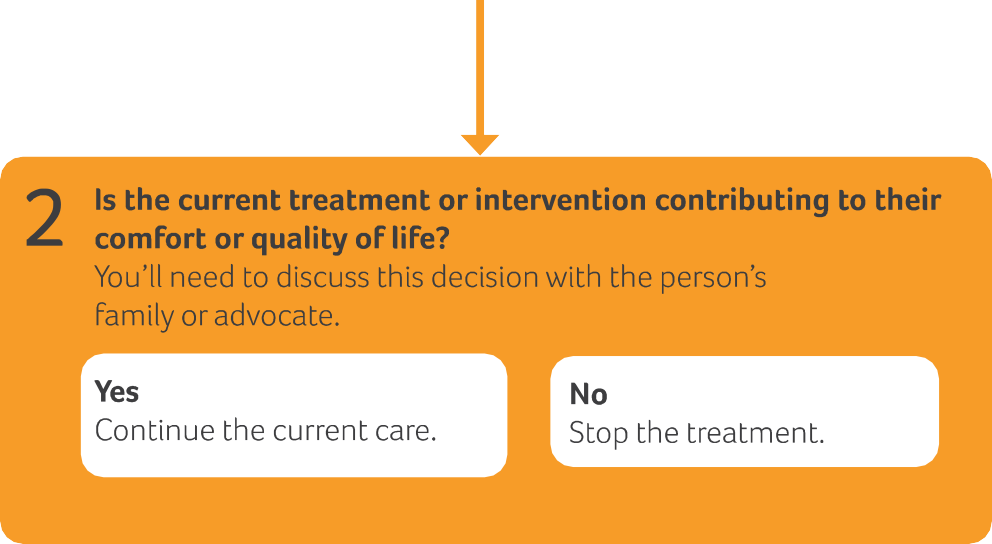 2
Is the current treatment or intervention contributing to their
comfort or quality of life?
You’ll need to discuss this decision with the person’s
family or advocate.
Yes
Continue the current care.
No
Stop the treatment.